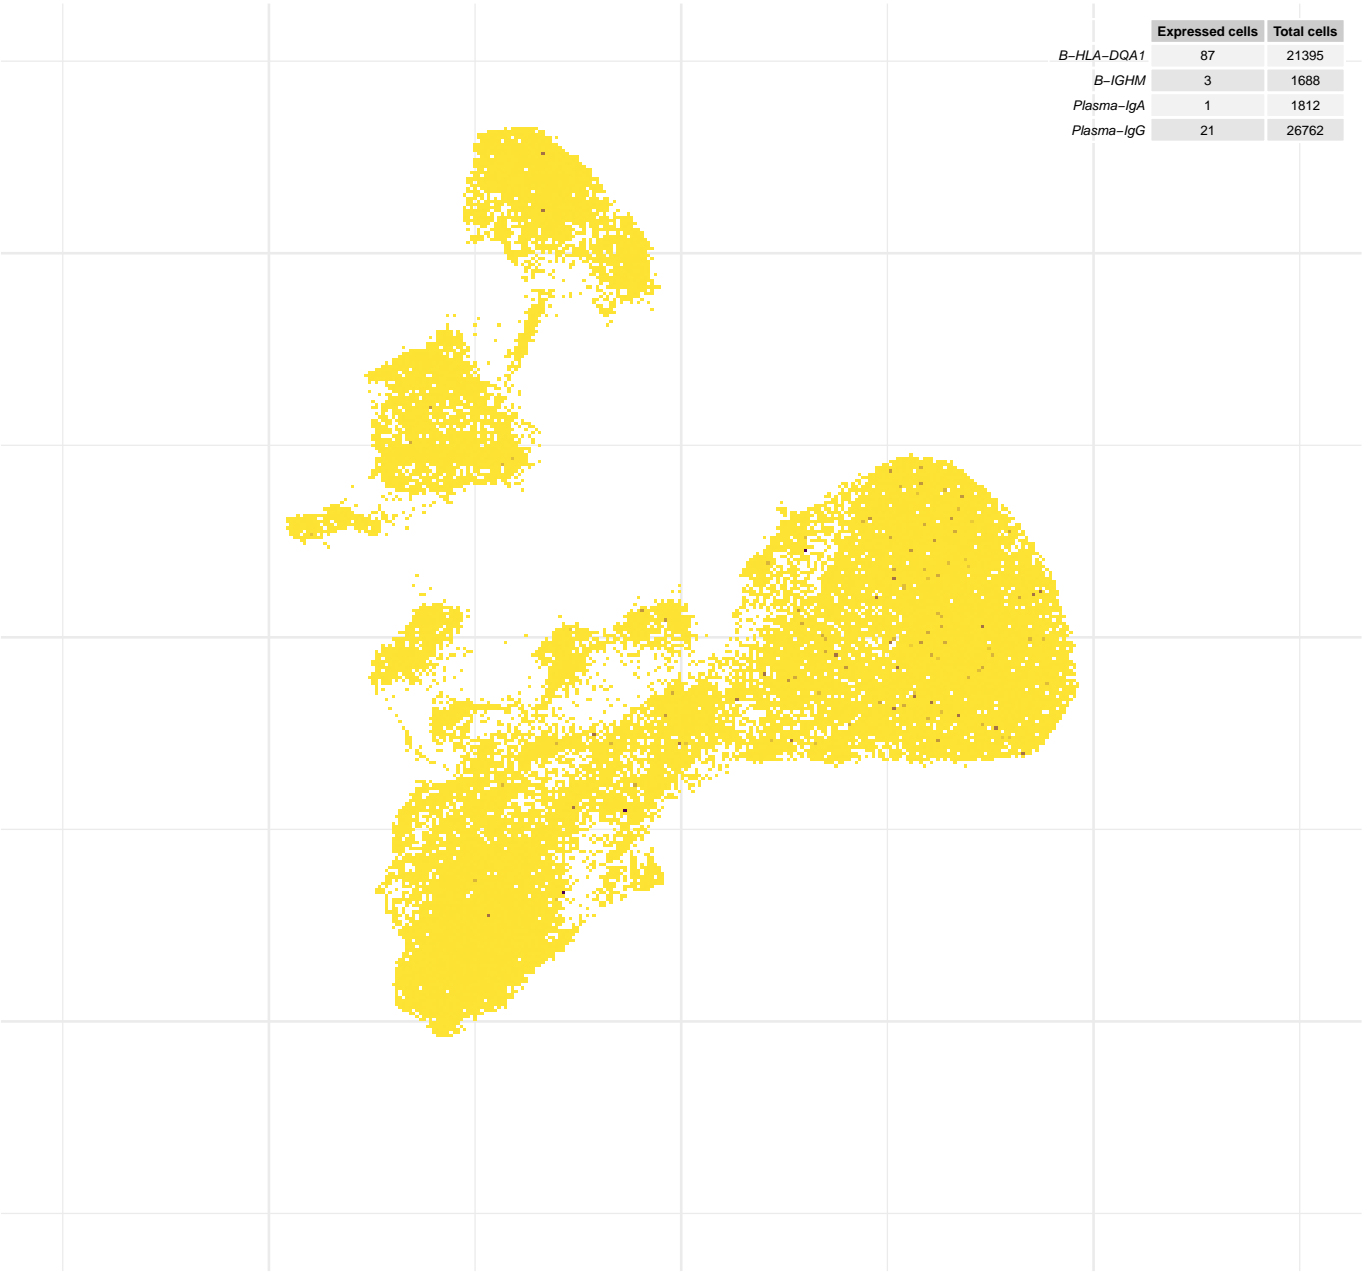 Expressed cells Total cells
B−HLA−DQA1 87 21395
B−IGHM 3 1688
Plasma−IgA 1 1812
Plasma−IgG 21 26762